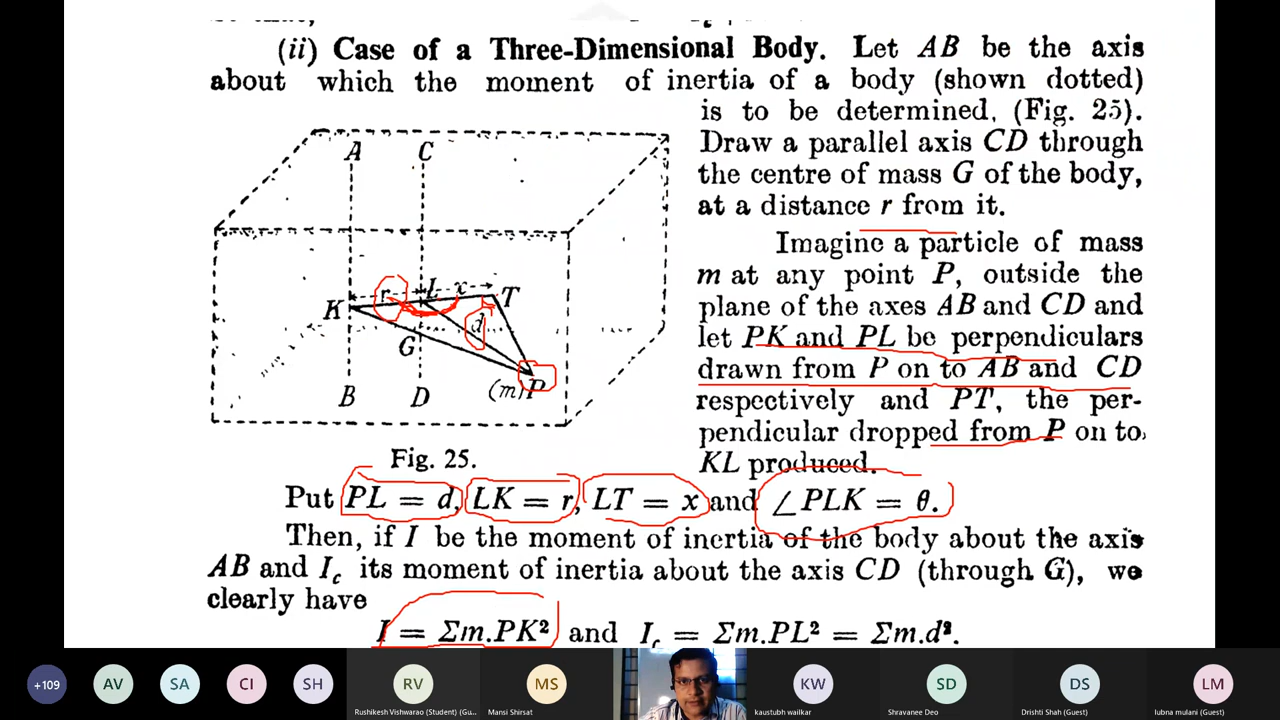 (ii) Case of a Three-Dimensional Body. Let AB be the axis
about which the moment of inertia of a body (shown dotted)
is to be determined. (Fig. 25).
Draw a parallel axis CD through
the centre of mass G of the body,
at a distance r from it.
Imagine a particle of mass
m at any point P, outside the
plane of the axes AB and CD and
let PK and PL be perpendiculars
drawn from P on to AB and CD
respectively and PT, the per-
pendicular dropped from P on to
KL produced.
A C
r L x T
K
d
G
B D (m) P
Fig. 25.
Put PL = d, LK = r, LT = x and ∠PLK = θ.
Then, if I be the moment of inertia of the body about the axis
AB and Ic its moment of inertia about the axis CD (through G), we
clearly have
I = Σm.PK² and Ic = Σm.PL² = Σm.d².
+109 AV SA CI SH RV MS KW SD DS LM
Rushikesh Vishwarao (Student) (Gu... Mansi Shirsat kaustubh wailkar Shravanee Deo Drishti Shah (Guest) lubna mulani (Guest)